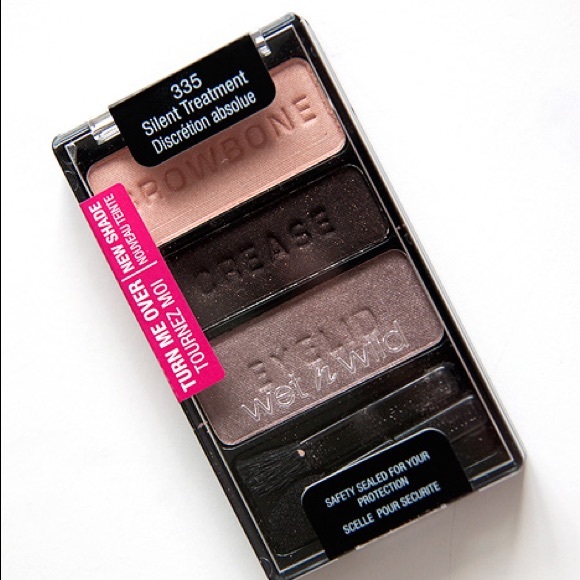 335
Silent Treatment
Discrétion absolue
BROWBONE
TURN ME OVER | NEW SHADE
TOURNEZ MOI | NOUVEAU TEINTE
CREASE
EYELID
wet n wild
SAFETY SEALED FOR YOUR
PROTECTION
SCELLE POUR SECURITE